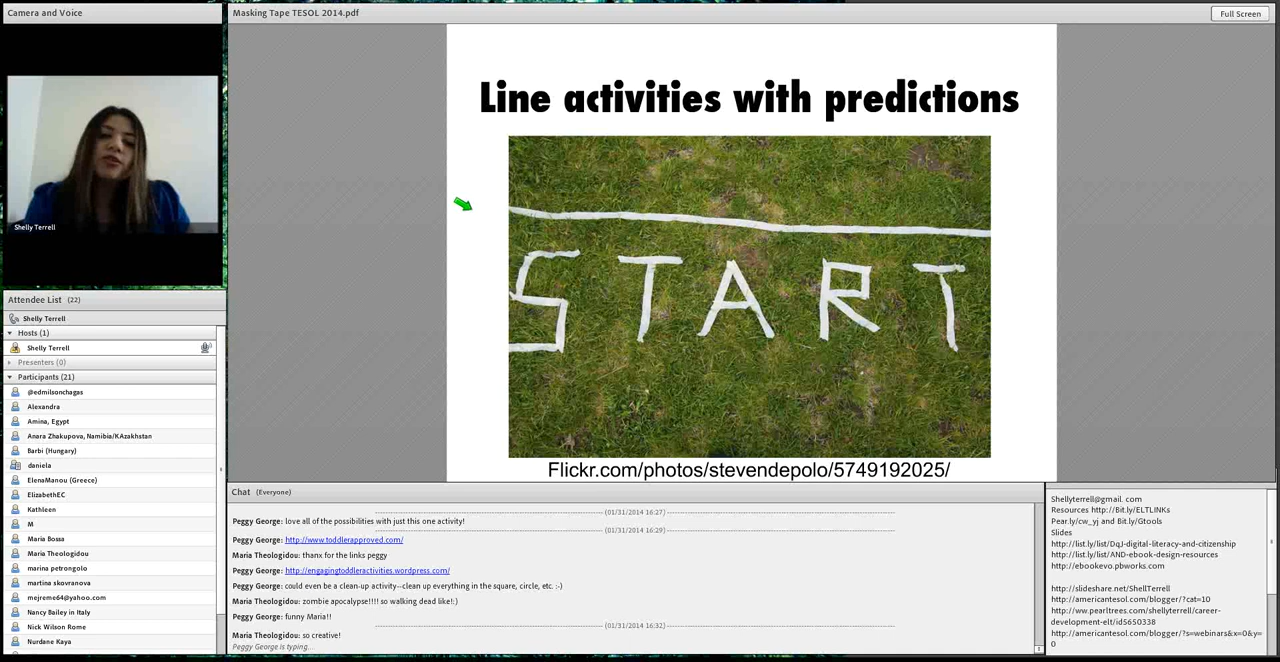 Camera and Voice
Shelly Terrell
Attendee List (22)
Shelly Terrell
Hosts (1)
Shelly Terrell
Presenters (0)
Participants (21)
@edmilsonchagas
Alexandra
Amina, Egypt
Anara Zhakupova, Namibia/KAzakhstan
Barbi (Hungary)
daniela
ElenaManou (Greece)
ElizabethEC
Kathleen
M
Maria Bossa
Maria Theologidou
marina petrongolo
martina skovranova
mejreme64@yahoo.com
Nancy Bailey in Italy
Nick Wilson Rome
Nurdane Kaya
Masking Tape TESOL 2014.pdf
Full Screen
Line activities with predictions
START
Flickr.com/photos/stevendepolo/5749192025/
Chat (Everyone)
(01/31/2014 16:27)
Peggy George: love all of the possibilities with just this one activity!
(01/31/2014 16:29)
Peggy George: http://www.toddlerapproved.com/
Maria Theologidou: thanx for the links peggy
Peggy George: http://engagingtoddleractivities.wordpress.com/
Peggy George: could even be a clean-up activity--clean up everything in the square, circle, etc. :-)
Maria Theologidou: zombie apocalypse!!!! so walking dead like!:)
Peggy George: funny Maria!!
(01/31/2014 16:32)
Maria Theologidou: so creative!
Peggy George is typing...
Shellyterrell@gmail. com
Resources http://Bit.ly/ELTLINKS
Pear.ly/cw_yj and Bit.ly/Gtools
Slides
http://list.ly/list/DqJ-digital-literacy-and-citizenship
http://list.ly/list/AND-ebook-design-resources
http://ebookevo.pbworks.com
http://slideshare.net/ShellTerrell
http://americantesol.com/blogger/?cat=10
http://ww.pearltrees.com/shellyterrell/career-
development-elt/id5650338
http://americantesol.com/blogger/?s=webinars&x=0&y=
0